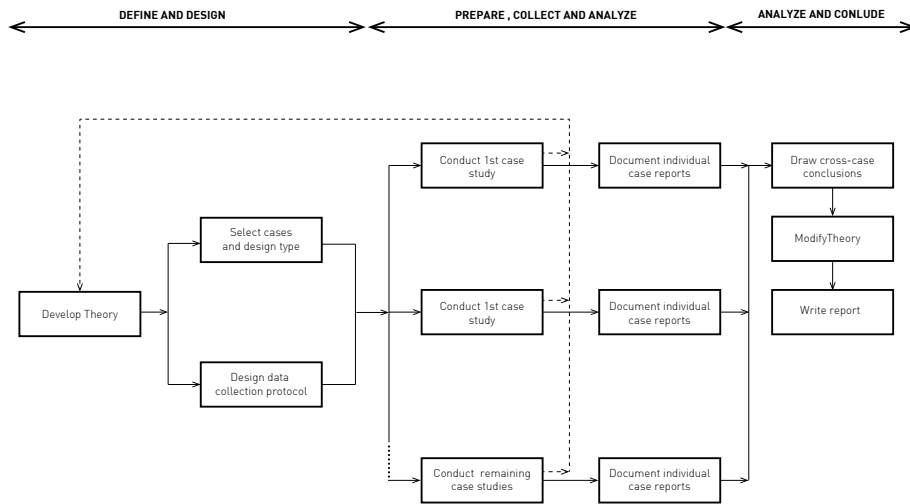 DEFINE AND DESIGN
PREPARE , COLLECT AND ANALYZE
ANALYZE AND CONLUDE
Conduct 1st case
study
Document individual
case reports
Draw cross-case
conclusions
Select cases
and design type
ModifyTheory
Develop Theory
Conduct 1st case
study
Document individual
case reports
Write report
Design data
collection protocol
Conduct remaining
case studies
Document individual
case reports